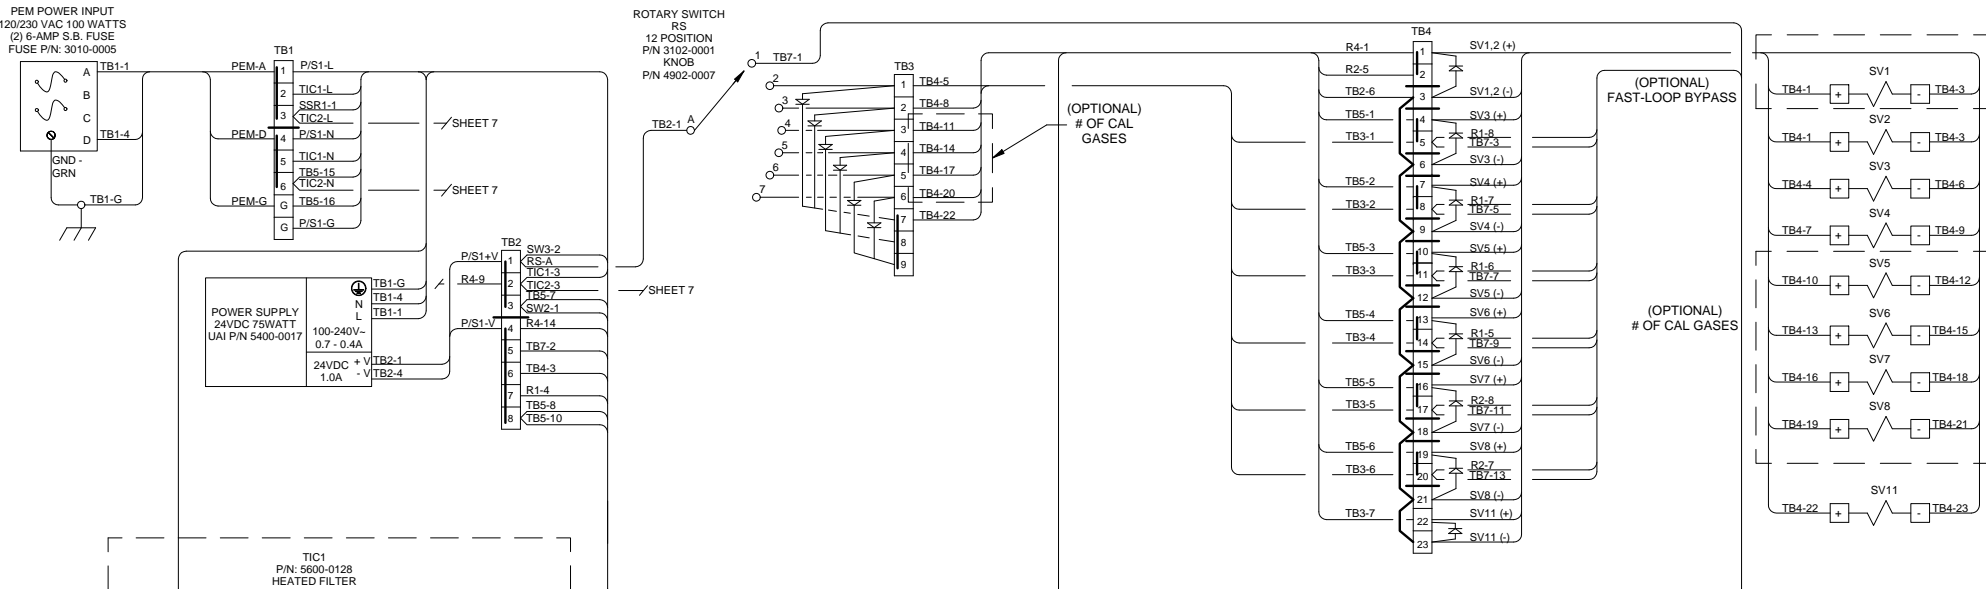 PEM POWER INPUT
120/230 VAC 100 WATTS
(2) 6-AMP S.B. FUSE
FUSE P/N: 3010-0005
A
B
C
D
TB1-1
TB1-4
GND -
GRN
TB1-G
PEM-A
PEM-D
PEM-G
TB1
1
2
3
4
5
6
G
G
P/S1-L
TIC1-L
SSR1-1
TIC2-L
P/S1-N
TIC1-N
TB5-15
TIC2-N
TB5-16
P/S1-G
SHEET 7
SHEET 7
POWER SUPPLY
24VDC 75WATT
UAI P/N 5400-0017
N
L
100-240V~
0.7 - 0.4A
24VDC
1.0A
+ V
- V
TB1-G
TB1-4
TB1-1
TB2-1
TB2-4
P/S1+V
R4-9
P/S1-V
TB2
1
2
3
4
5
6
7
8
SW3-2
RS-A
TIC1-3
TIC2-3
TB5-7
SW2-1
R4-14
TB7-2
TB4-3
R1-4
TB5-8
TB5-10
SHEET 7
TIC1
P/N: 5600-0128
HEATED FILTER
ROTARY SWITCH
RS
12 POSITION
P/N 3102-0001
KNOB
P/N 4902-0007
TB2-1
A
1
TB7-1
2
3
4
5
6
7
TB3
1
2
3
4
5
6
7
8
9
TB4-5
TB4-8
TB4-11
TB4-14
TB4-17
TB4-20
TB4-22
(OPTIONAL)
# OF CAL
GASES
R4-1
R2-5
TB2-6
TB5-1
TB3-1
TB5-2
TB3-2
TB5-3
TB3-3
TB5-4
TB3-4
TB5-5
TB3-5
TB5-6
TB3-6
TB3-7
TB4
1
2
3
4
5
6
7
8
9
10
11
12
13
14
15
16
17
18
19
20
21
22
23
SV1,2 (+)
SV1,2 (-)
SV3 (+)
R1-8
TB7-3
SV3 (-)
SV4 (+)
R1-7
TB7-5
SV4 (-)
SV5 (+)
R1-6
TB7-7
SV5 (-)
SV6 (+)
R1-5
TB7-9
SV6 (-)
SV7 (+)
R2-8
TB7-11
SV7 (-)
SV8 (+)
R2-7
TB7-13
SV8 (-)
SV11 (+)
SV11 (-)
(OPTIONAL)
FAST-LOOP BYPASS
(OPTIONAL)
# OF CAL GASES
SV1
TB4-1 + - TB4-3
SV2
TB4-1 + - TB4-3
SV3
TB4-4 + - TB4-6
SV4
TB4-7 + - TB4-9
SV5
TB4-10 + - TB4-12
SV6
TB4-13 + - TB4-15
SV7
TB4-16 + - TB4-18
SV8
TB4-19 + - TB4-21
SV11
TB4-22 + - TB4-23